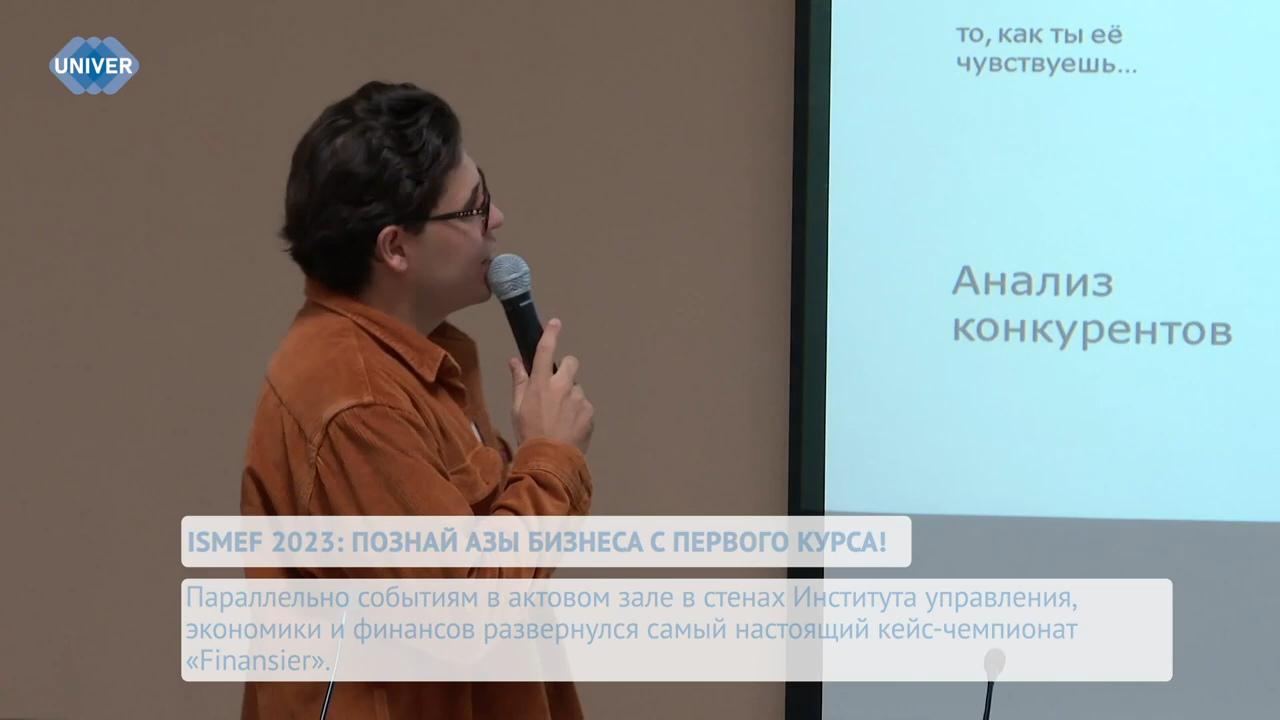 UNIVER
то, как ты её
чувствуешь...
Анализ
конкурентов
ISMEF 2023: ПОЗНАЙ АЗЫ БИЗНЕСА С ПЕРВОГО КУРСА!
Параллельно событиям в актовом зале в стенах Института управления,
экономики и финансов развернулся самый настоящий кейс-чемпионат
«Finansier».